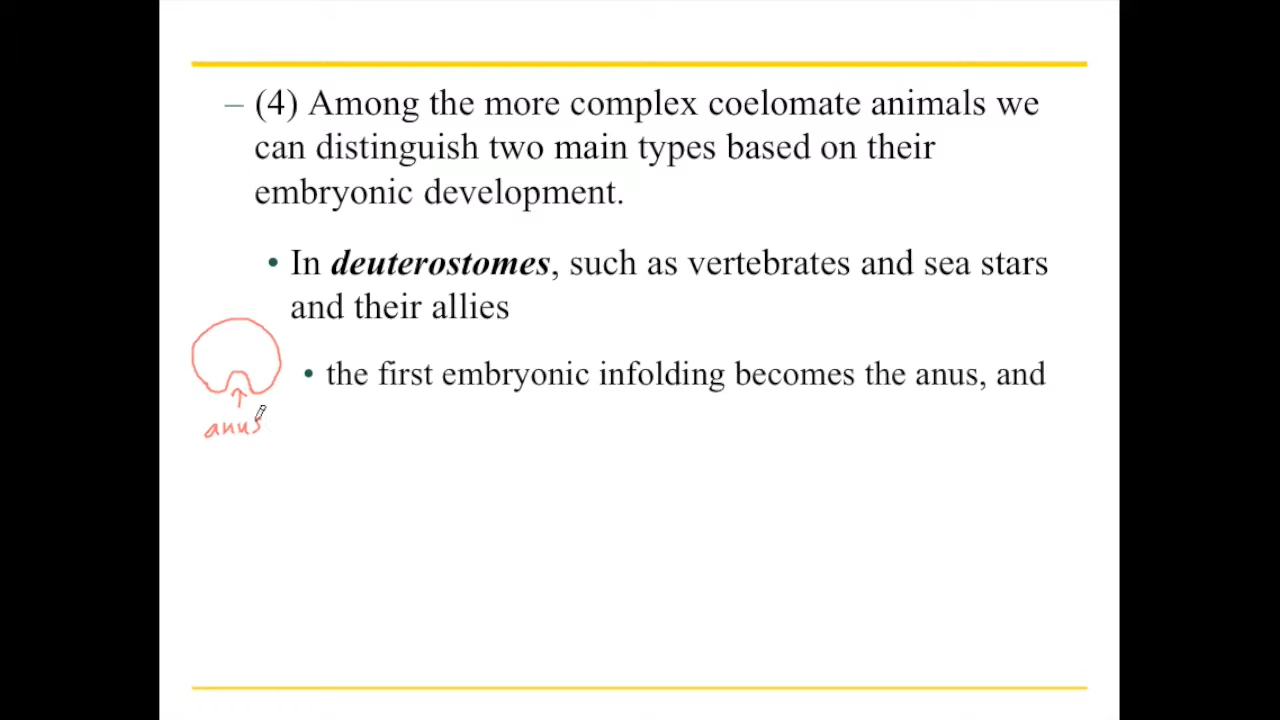 – (4) Among the more complex coelomate animals we
can distinguish two main types based on their
embryonic development.
• In deuterostomes, such as vertebrates and sea stars
and their allies
• the first embryonic infolding becomes the anus, and
anus